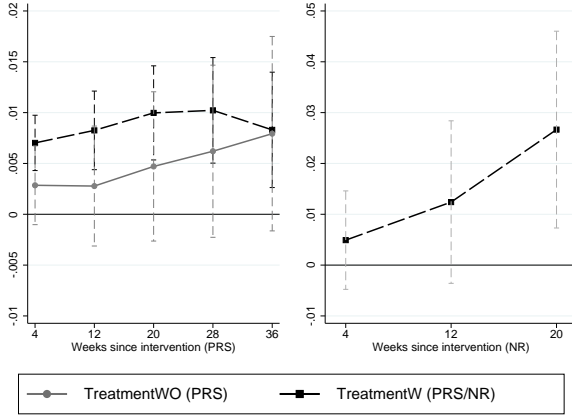 .02
.015
.01
.005
0
-.005
-.01
4 12 20 28 36
Weeks since intervention (PRS)
.05
.04
.03
.02
.01
0
-.01
4 12 20
Weeks since intervention (NR)
TreatmentWO (PRS) TreatmentW (PRS/NR)